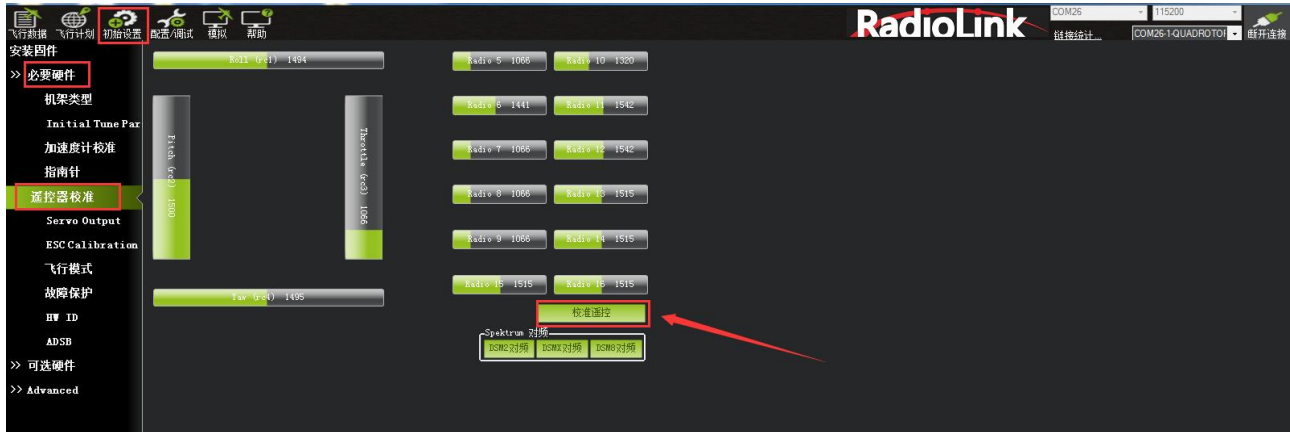 飞行数据 飞行计划 初始设置 配置/调试 模拟 帮助
RadioLink
COM26 115200
链接统计... COM26-1-QUADROTOF 断开连接
安装固件
>> 必要硬件
机架类型
Initial Tune Par
加速度计校准
指南针
遥控器校准
Servo Output
ESC Calibration
飞行模式
故障保护
HW ID
ADSB
>> 可选硬件
>> Advanced
Roll (rc1) 1494
Pitch (rc2) 1500
Throttle (rc3) 1066
Yaw (rc4) 1495
Radio 5 1066 Radio 10 1320
Radio 6 1441 Radio 11 1542
Radio 7 1066 Radio 12 1542
Radio 8 1066 Radio 13 1515
Radio 9 1066 Radio 14 1515
Radio 15 1515 Radio 16 1515
校准遥控
Spektrum 对频
DSM2对频 DSMX对频 DSM8对频